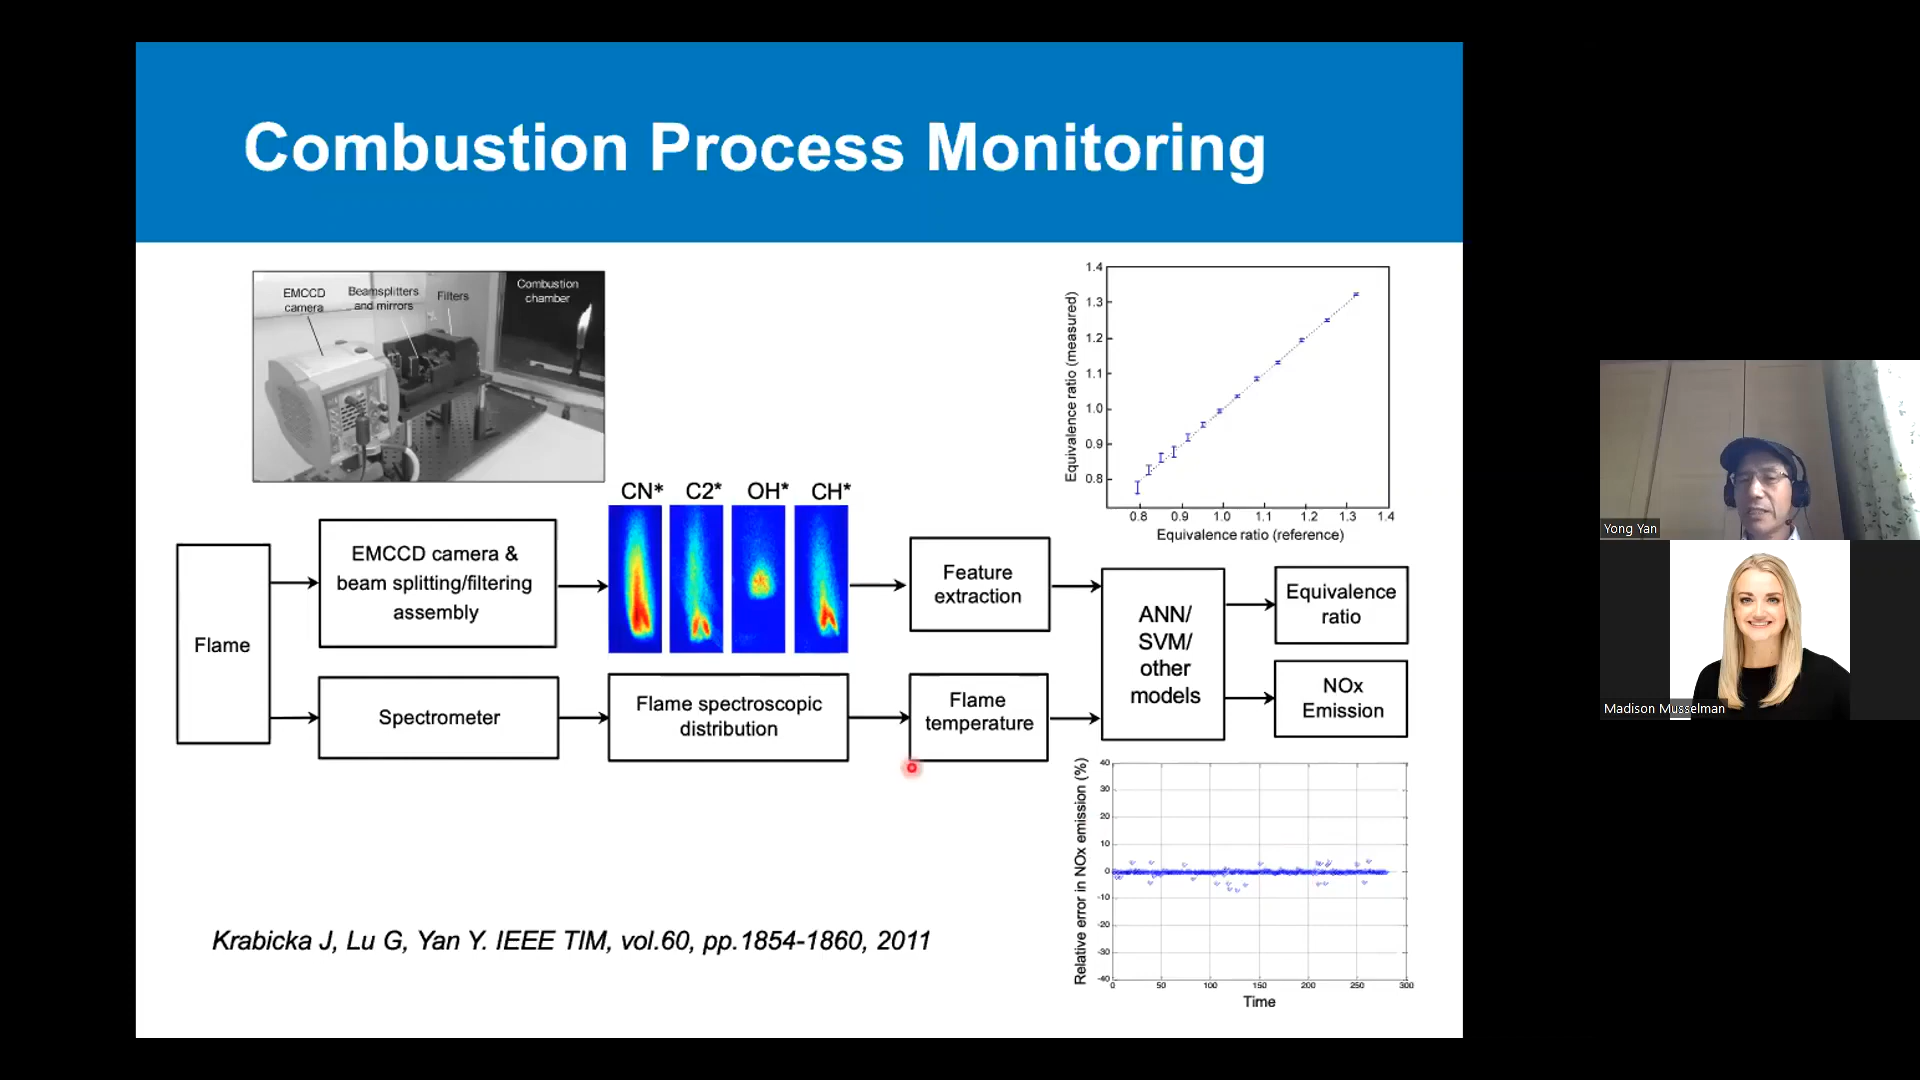 Combustion Process Monitoring
EMCCD
camera
Beamsplitters
and mirrors
Filters
Combustion
chamber
1.4
1.3
1.2
1.1
1.0
0.9
0.8
Equivalence ratio (measured)
0.8 0.9 1.0 1.1 1.2 1.3 1.4
Equivalence ratio (reference)
CN* C2* OH* CH*
Flame
EMCCD camera &
beam splitting/filtering
assembly
Feature
extraction
Spectrometer
Flame spectroscopic
distribution
Flame
temperature
ANN/
SVM/
other
models
Equivalence
ratio
NOx
Emission
Relative error in NOx emission (%)
40
30
20
10
0
-10
-20
-30
-40
0 50 100 150 200 250 300
Time
Krabicka J, Lu G, Yan Y. IEEE TIM, vol.60, pp.1854-1860, 2011
Yong Yan
Madison Musselman